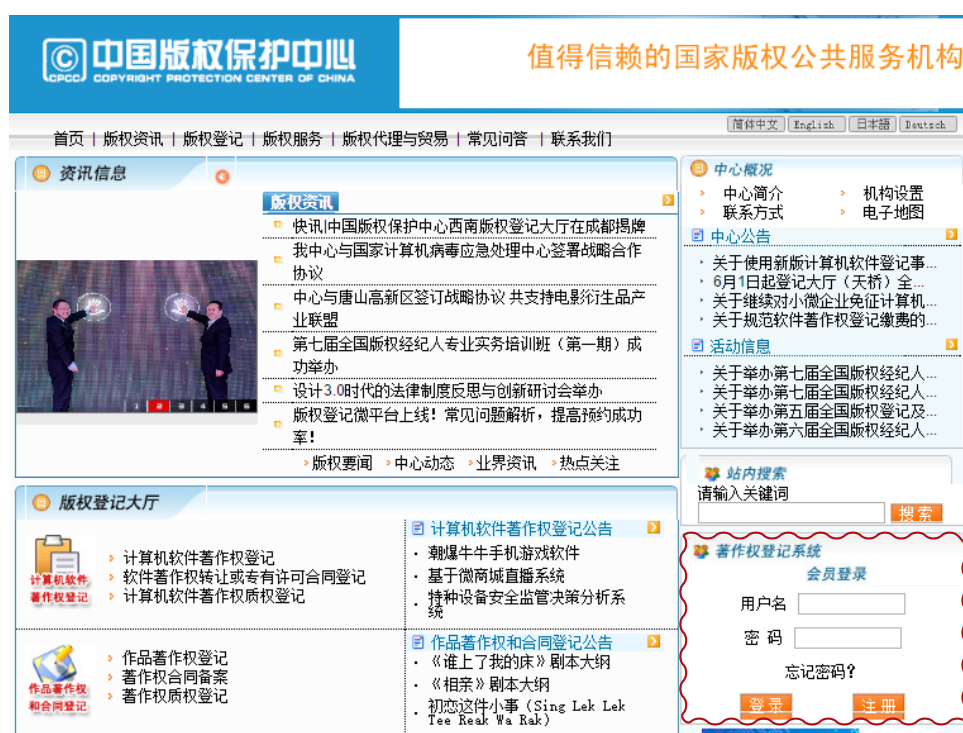 中国版权保护中心
CPCC COPYRIGHT PROTECTION CENTER OF CHINA
值得信赖的国家版权公共服务机构
简体中文 English 日本語 Deutsch
首页 | 版权资讯 | 版权登记 | 版权服务 | 版权代理与贸易 | 常见问答 | 联系我们
资讯信息
版权资讯
快讯|中国版权保护中心西南版权登记大厅在成都揭牌
我中心与国家计算机病毒应急处理中心签署战略合作
协议
中心与唐山高新区签订战略协议 共支持电影衍生品产
业联盟
第七届全国版权经纪人专业实务培训班（第一期）成
功举办
设计3.0时代的法律制度反思与创新研讨会举办
版权登记微平台上线！常见问题解析，提高预约成功
率！
1 2 3 4 5 6
版权要闻 中心动态 业界资讯 热点关注
中心概况
中心简介 机构设置
联系方式 电子地图
中心公告
关于使用新版计算机软件登记事...
6月1日起登记大厅（天桥）全...
关于继续对小微企业免征计算机...
关于规范软件著作权登记缴费的...
活动信息
关于举办第七届全国版权经纪人...
关于举办第七届全国版权经纪人...
关于举办第五届全国版权登记及...
关于举办第六届全国版权经纪人...
站内搜索
请输入关键词
搜索
版权登记大厅
计算机软件
著作权登记
计算机软件著作权登记
软件著作权转让或专有许可合同登记
计算机软件著作权质权登记
计算机软件著作权登记公告
潮爆牛牛手机游戏软件
基于微商城直播系统
特种设备安全监管决策分析系
统
作品著作权
和合同登记
作品著作权登记
著作权合同备案
著作权质权登记
作品著作权和合同登记公告
《谁上了我的床》剧本大纲
《相亲》剧本大纲
初恋这件小事（Sing Lek Lek
Tee Reak Wa Rak）
著作权登记系统
会员登录
用户名
密 码
忘记密码?
登录 注册